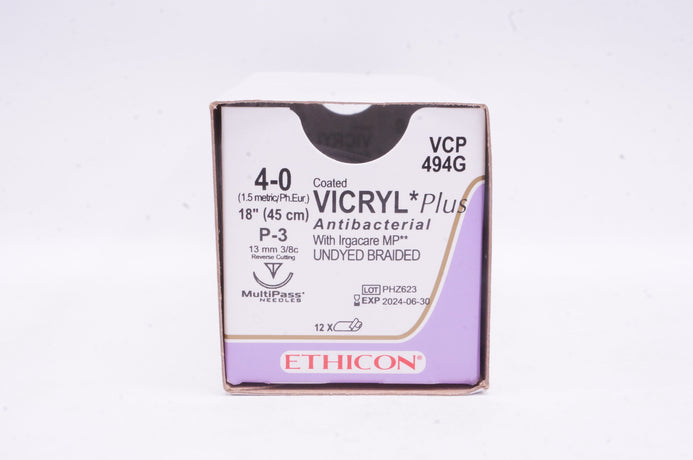 VCP
494G
4-0
(1.5 metric/Ph.Eur.)
18" (45 cm)
P-3
13 mm 3/8c
Reverse Cutting
MultiPass*
NEEDLES
Coated
VICRYL* Plus
Antibacterial
With Irgacare MP**
UNDYED BRAIDED
LOT PHZ623
EXP 2024-06-30
12 X
ETHICON®